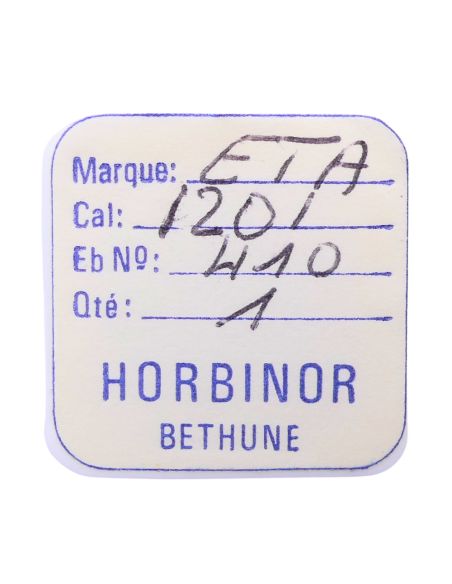 Marque: ETA
Cal: 1201
Eb Nº: 410
Qté: 1
HORBINOR
BETHUNE